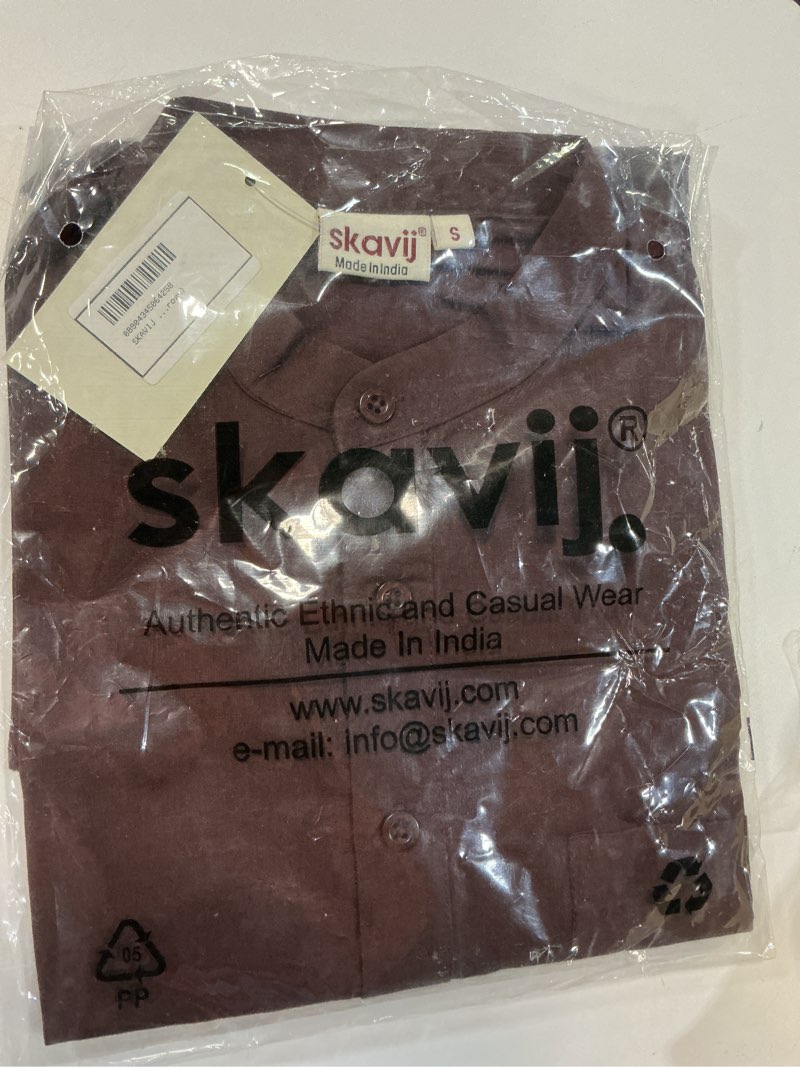 skavij®
Made in India
S
SKAVIJ
skavij®.
Authentic Ethnic and Casual Wear
Made In India
www.skavij.com
e-mail: info@skavij.com
05
PP